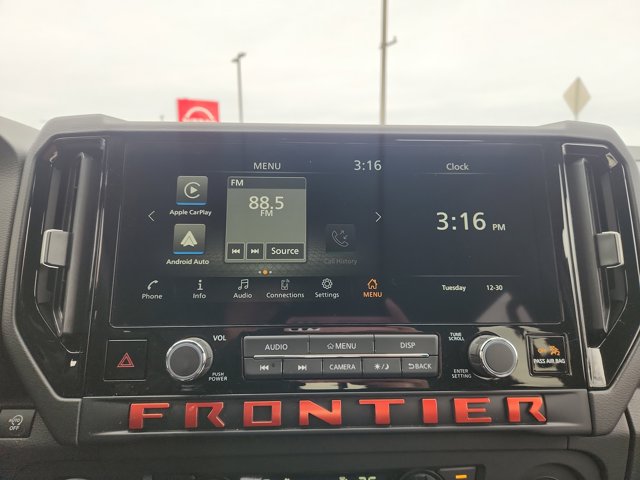 MENU
3:16
Clock
Apple CarPlay
FM
88.5
FM
Source
Android Auto
Call History
3:16 PM
Tuesday 12-30
Phone
Info
Audio
Connections
Settings
MENU
VOL
PUSH
POWER
AUDIO
MENU
DISP
CAMERA
BACK
TUNE
SCROLL
ENTER
SETTING
PASS AIR BAG
OFF
FRONTIER